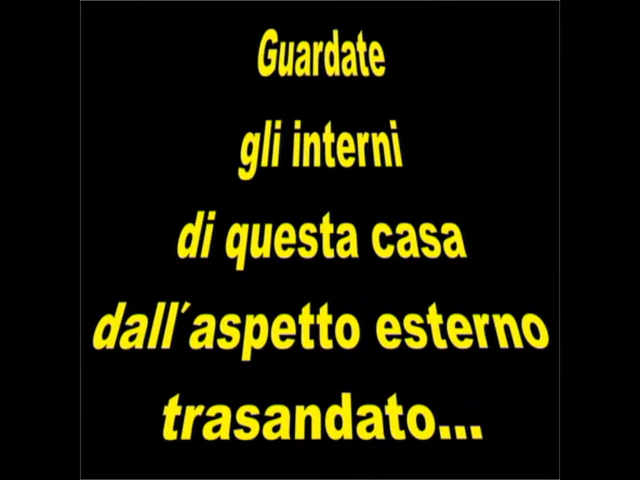 Guardate
gli interni
di questa casa
dall´aspetto esterno
trasandato...